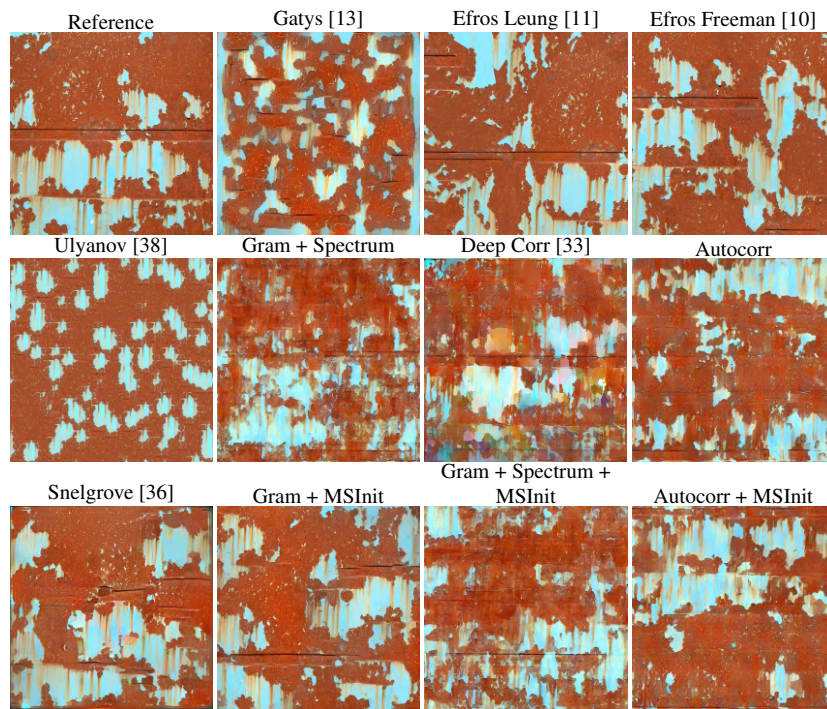 Reference
Gatys [13]
Efros Leung [11]
Efros Freeman [10]
Ulyanov [38]
Gram + Spectrum
Deep Corr [33]
Autocorr
Snelgrove [36]
Gram + MSInit
Gram + Spectrum +
MSInit
Autocorr + MSInit